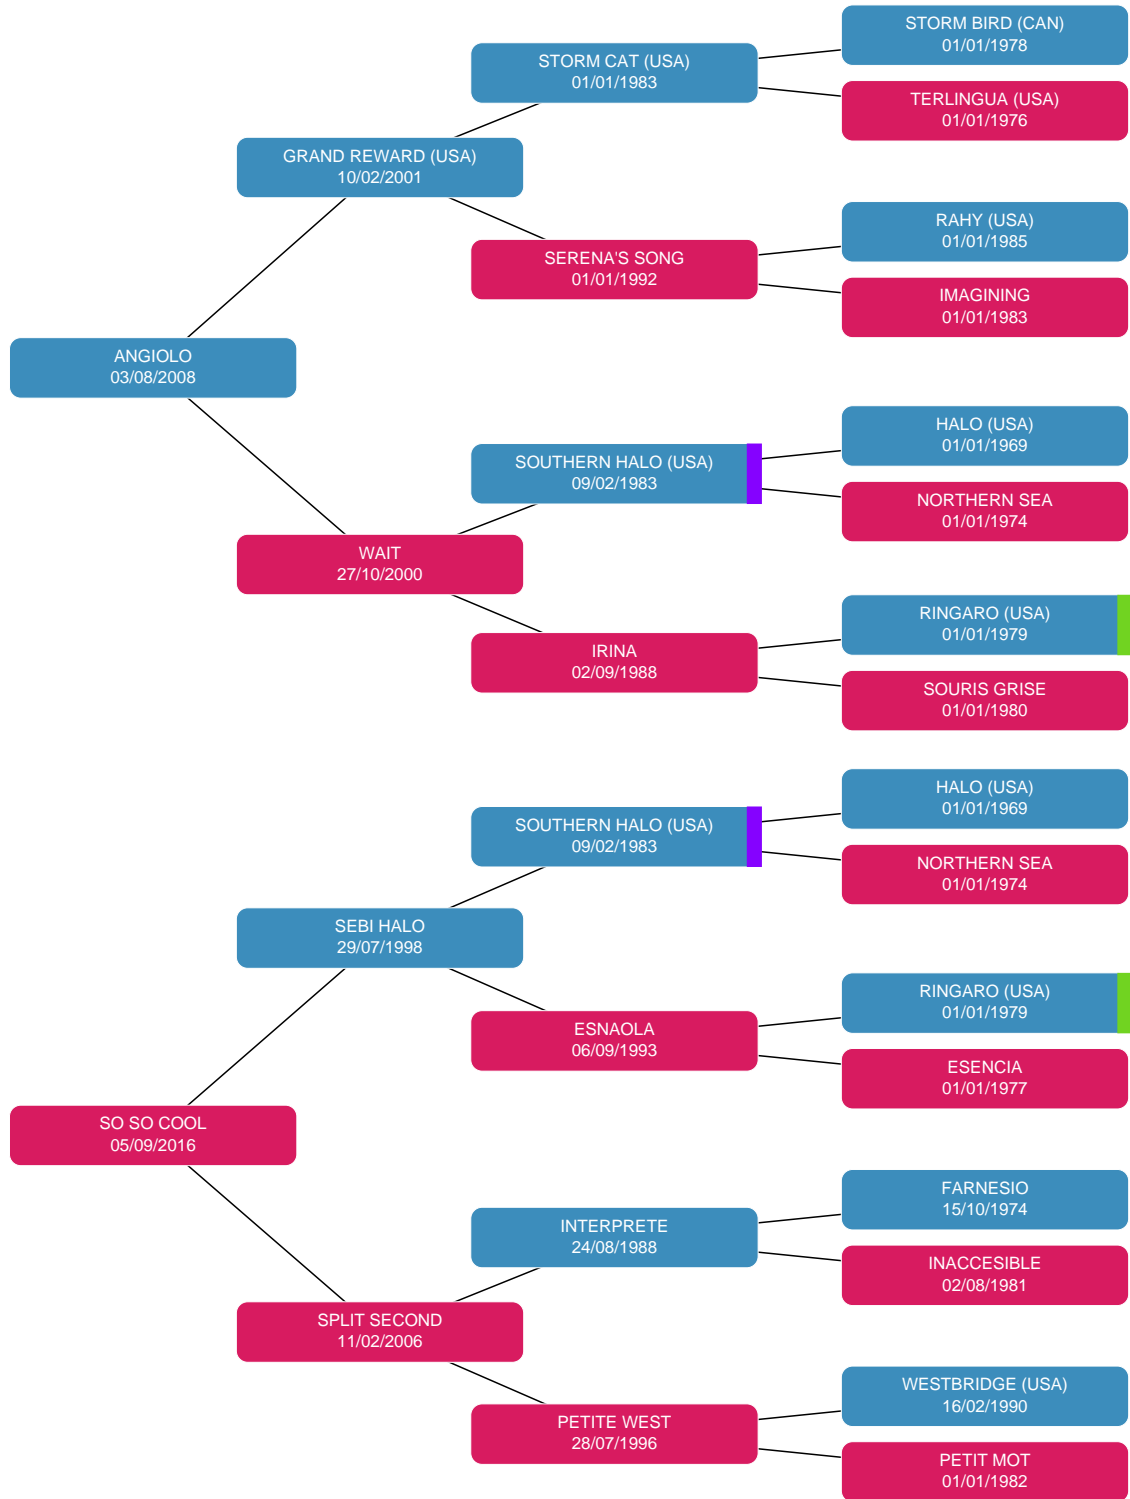 STORM BIRD (CAN)
01/01/1978
STORM CAT (USA)
01/01/1983
TERLINGUA (USA)
01/01/1976
GRAND REWARD (USA)
10/02/2001
RAHY (USA)
01/01/1985
SERENA'S SONG
01/01/1992
IMAGINING
01/01/1983
ANGIOLO
03/08/2008
HALO (USA)
01/01/1969
SOUTHERN HALO (USA)
09/02/1983
NORTHERN SEA
01/01/1974
WAIT
27/10/2000
RINGARO (USA)
01/01/1979
IRINA
02/09/1988
SOURIS GRISE
01/01/1980
HALO (USA)
01/01/1969
SOUTHERN HALO (USA)
09/02/1983
NORTHERN SEA
01/01/1974
SEBI HALO
29/07/1998
RINGARO (USA)
01/01/1979
ESNAOLA
06/09/1993
ESENCIA
01/01/1977
SO SO COOL
05/09/2016
FARNESIO
15/10/1974
INTERPRETE
24/08/1988
INACCESIBLE
02/08/1981
SPLIT SECOND
11/02/2006
WESTBRIDGE (USA)
16/02/1990
PETITE WEST
28/07/1996
PETIT MOT
01/01/1982